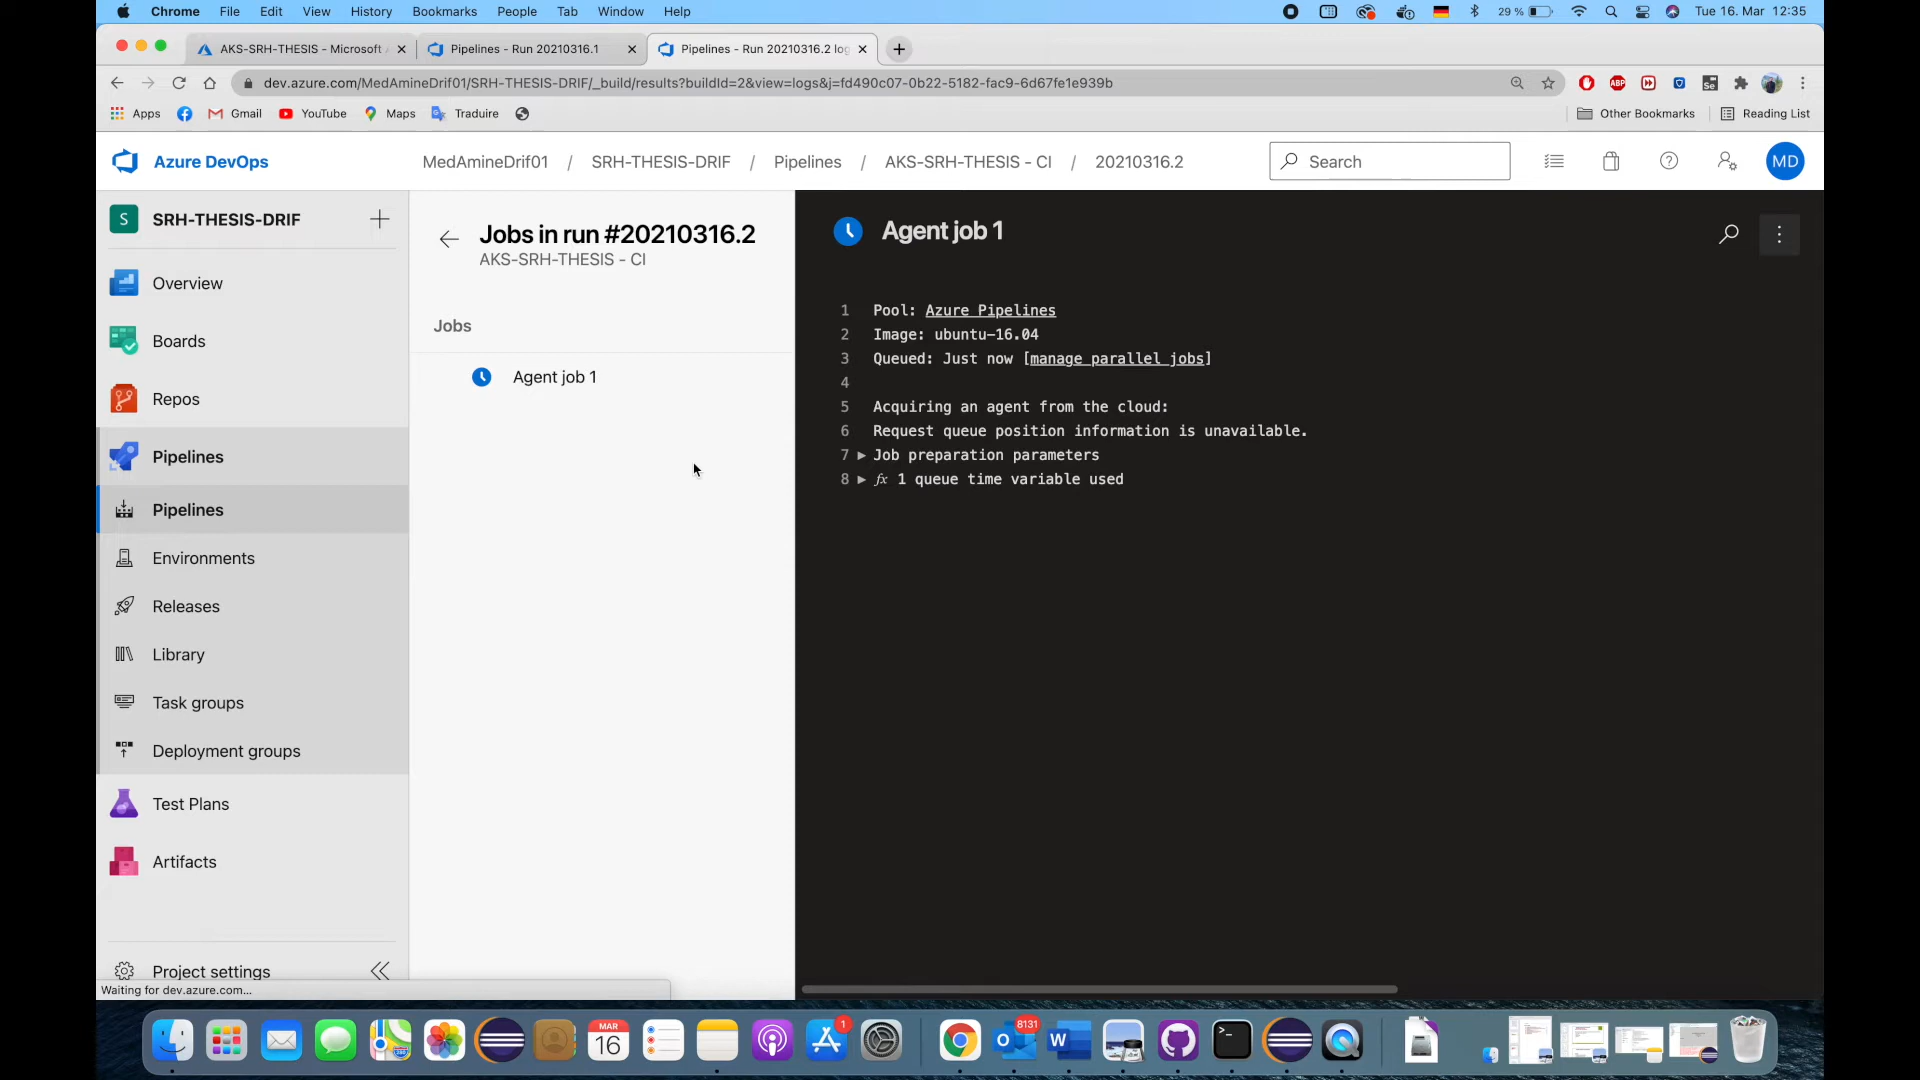 Chrome File Edit View History Bookmarks People Tab Window Help 29 % Tue 16. Mar 12:35
AKS-SRH-THESIS - Microsoft Pipelines - Run 20210316.1 Pipelines - Run 20210316.2 log
dev.azure.com/MedAmineDrif01/SRH-THESIS-DRIF/_build/results?buildId=2&view=logs&j=fd490c07-0b22-5182-fac9-6d67fe1e939b
ABP
Se
Apps Gmail YouTube Maps Traduire Other Bookmarks Reading List
Azure DevOps MedAmineDrif01 / SRH-THESIS-DRIF / Pipelines / AKS-SRH-THESIS - CI / 20210316.2 Search MD
S SRH-THESIS-DRIF
Overview
Boards
Repos
Pipelines
Pipelines
Environments
Releases
Library
Task groups
Deployment groups
Test Plans
Artifacts
Project settings
Waiting for dev.azure.com...
Jobs in run #20210316.2
AKS-SRH-THESIS - CI
Jobs
Agent job 1
Agent job 1
1 Pool: Azure Pipelines
2 Image: ubuntu-16.04
3 Queued: Just now [manage parallel jobs]
4
5 Acquiring an agent from the cloud:
6 Request queue position information is unavailable.
7 Job preparation parameters
8 fx 1 queue time variable used
MAR
16
1
8131